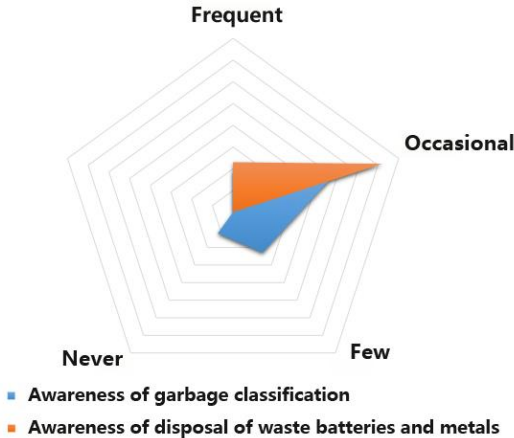 Frequent
Occasional
Few
Never
Awareness of garbage classification
Awareness of disposal of waste batteries and metals